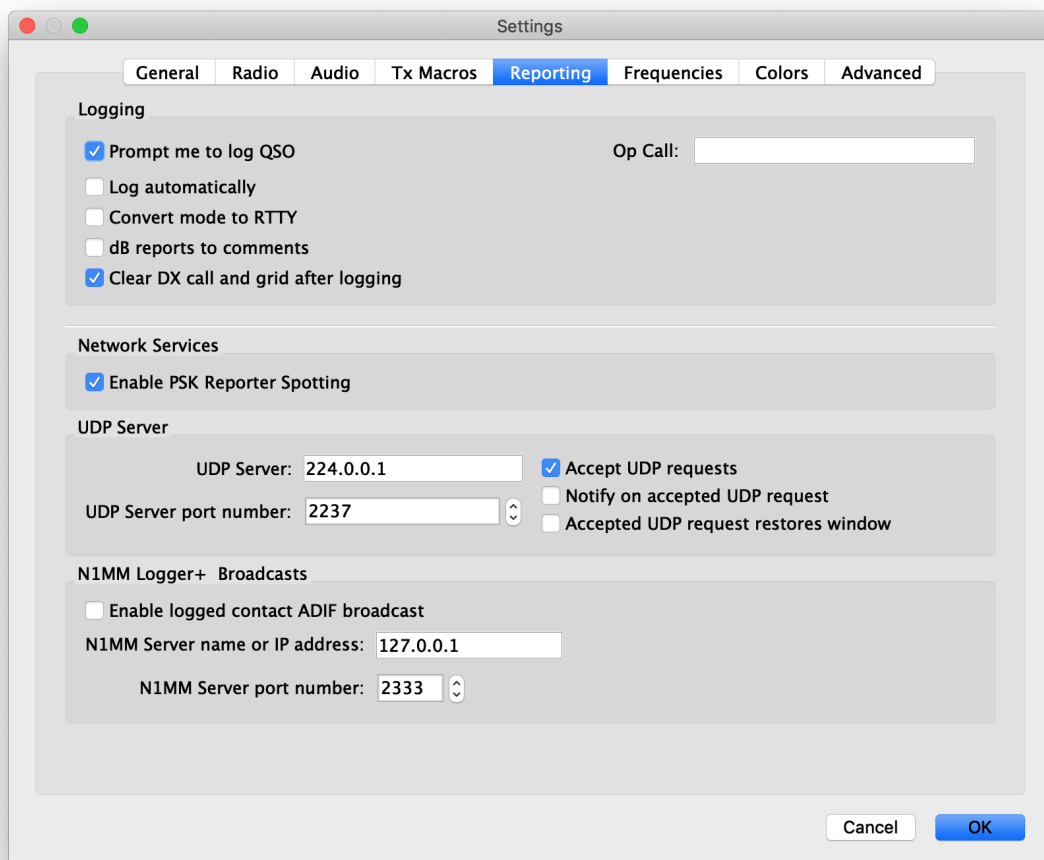 Settings
General Radio Audio Tx Macros Reporting Frequencies Colors Advanced
Logging
Prompt me to log QSO Op Call:
Log automatically
Convert mode to RTTY
dB reports to comments
Clear DX call and grid after logging
Network Services
Enable PSK Reporter Spotting
UDP Server
UDP Server: 224.0.0.1 Accept UDP requests
Notify on accepted UDP request
UDP Server port number: 2237
Accepted UDP request restores window
N1MM Logger+ Broadcasts
Enable logged contact ADIF broadcast
N1MM Server name or IP address: 127.0.0.1
N1MM Server port number: 2333
Cancel OK